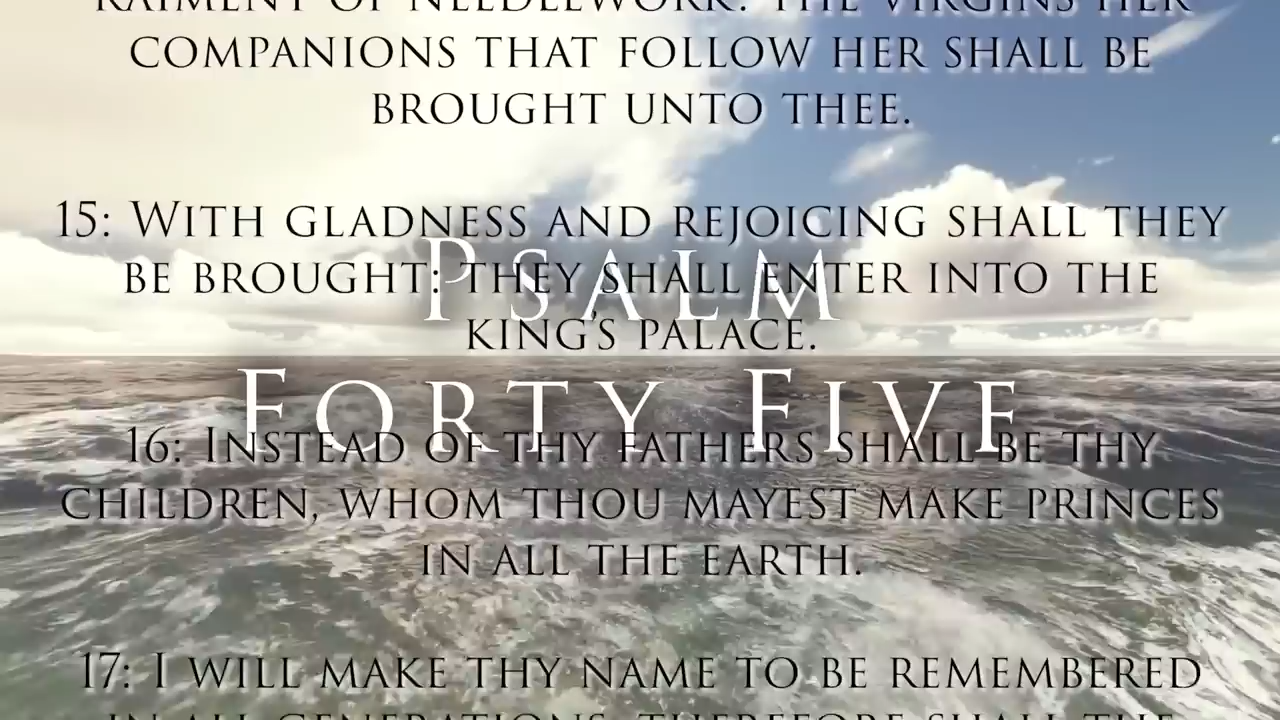 RAIMENT OF NEEDLEWORK: THE VIRGINS HER
COMPANIONS THAT FOLLOW HER SHALL BE
BROUGHT UNTO THEE.
15: WITH GLADNESS AND REJOICING SHALL THEY
BE BROUGHT: THEY SHALL ENTER INTO THE
KING'S PALACE.
PSALM
FORTY FIVE
16: INSTEAD OF THY FATHERS SHALL BE THY
CHILDREN, WHOM THOU MAYEST MAKE PRINCES
IN ALL THE EARTH.
17: I WILL MAKE THY NAME TO BE REMEMBERED
IN ALL GENERATIONS: THEREFORE SHALL THE